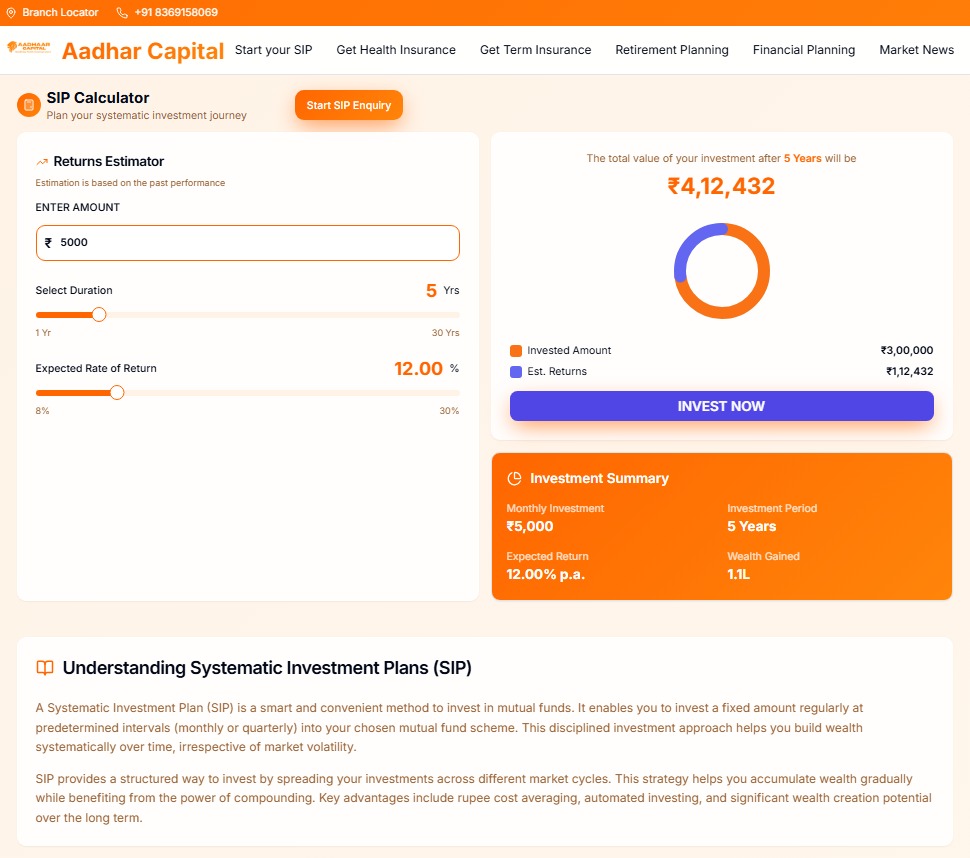 Branch Locator
+91 8369158069
AADHAAR
CAPITAL
Aadhar Capital
Start your SIP
Get Health Insurance
Get Term Insurance
Retirement Planning
Financial Planning
Market News
SIP Calculator
Plan your systematic investment journey
Start SIP Enquiry
Returns Estimator
Estimation is based on the past performance
ENTER AMOUNT
₹ 5000
Select Duration
5 Yrs
1 Yr
30 Yrs
Expected Rate of Return
12.00 %
8%
30%
The total value of your investment after 5 Years will be
₹4,12,432
Invested Amount
₹3,00,000
Est. Returns
₹1,12,432
INVEST NOW
Investment Summary
Monthly Investment
₹5,000
Investment Period
5 Years
Expected Return
12.00% p.a.
Wealth Gained
1.1L
Understanding Systematic Investment Plans (SIP)
A Systematic Investment Plan (SIP) is a smart and convenient method to invest in mutual funds. It enables you to invest a fixed amount regularly at
predetermined intervals (monthly or quarterly) into your chosen mutual fund scheme. This disciplined investment approach helps you build wealth
systematically over time, irrespective of market volatility.
SIP provides a structured way to invest by spreading your investments across different market cycles. This strategy helps you accumulate wealth gradually
while benefiting from the power of compounding. Key advantages include rupee cost averaging, automated investing, and significant wealth creation potential
over the long term.